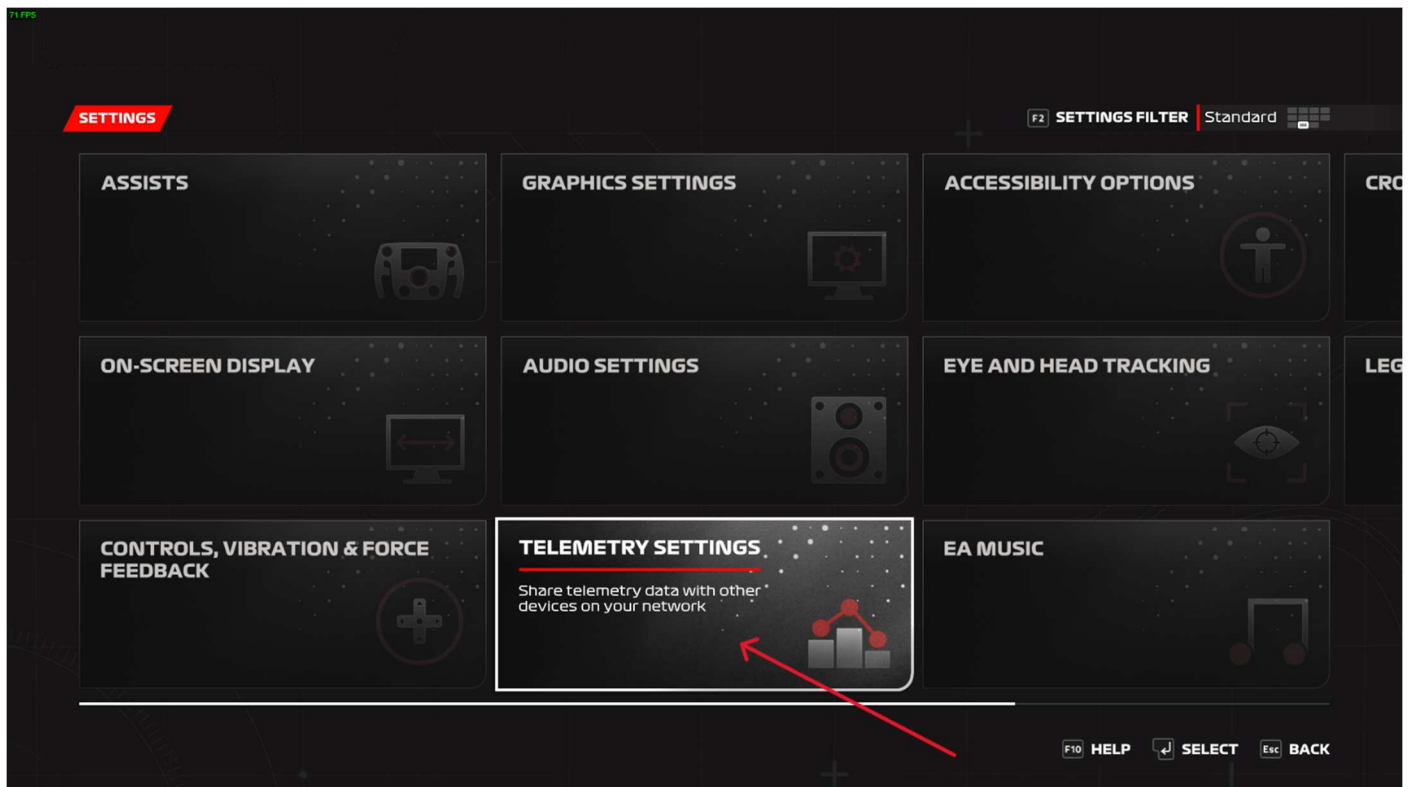 71 FPS
SETTINGS
F2 SETTINGS FILTER Standard
ASSISTS
GRAPHICS SETTINGS
ACCESSIBILITY OPTIONS
CRO
ON-SCREEN DISPLAY
AUDIO SETTINGS
EYE AND HEAD TRACKING
LEG
CONTROLS, VIBRATION & FORCE
FEEDBACK
TELEMETRY SETTINGS
Share telemetry data with other
devices on your network
EA MUSIC
F10 HELP
SELECT
Esc BACK